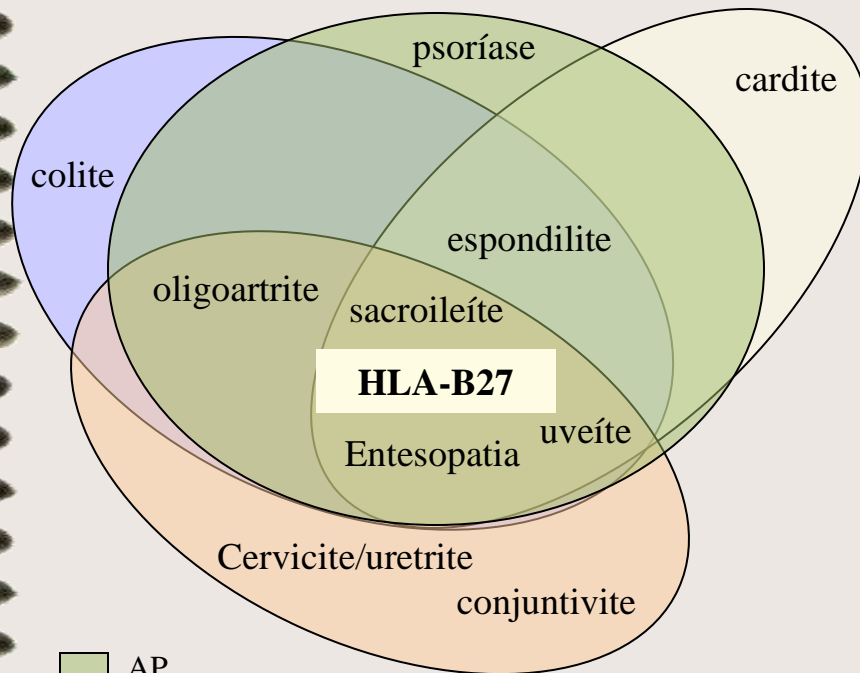 psoríase
cardite
colite
espondilite
oligoartrite
sacroileíte
HLA-B27
uveíte
Entesopatia
Cervicite/uretrite
conjuntivite
AP